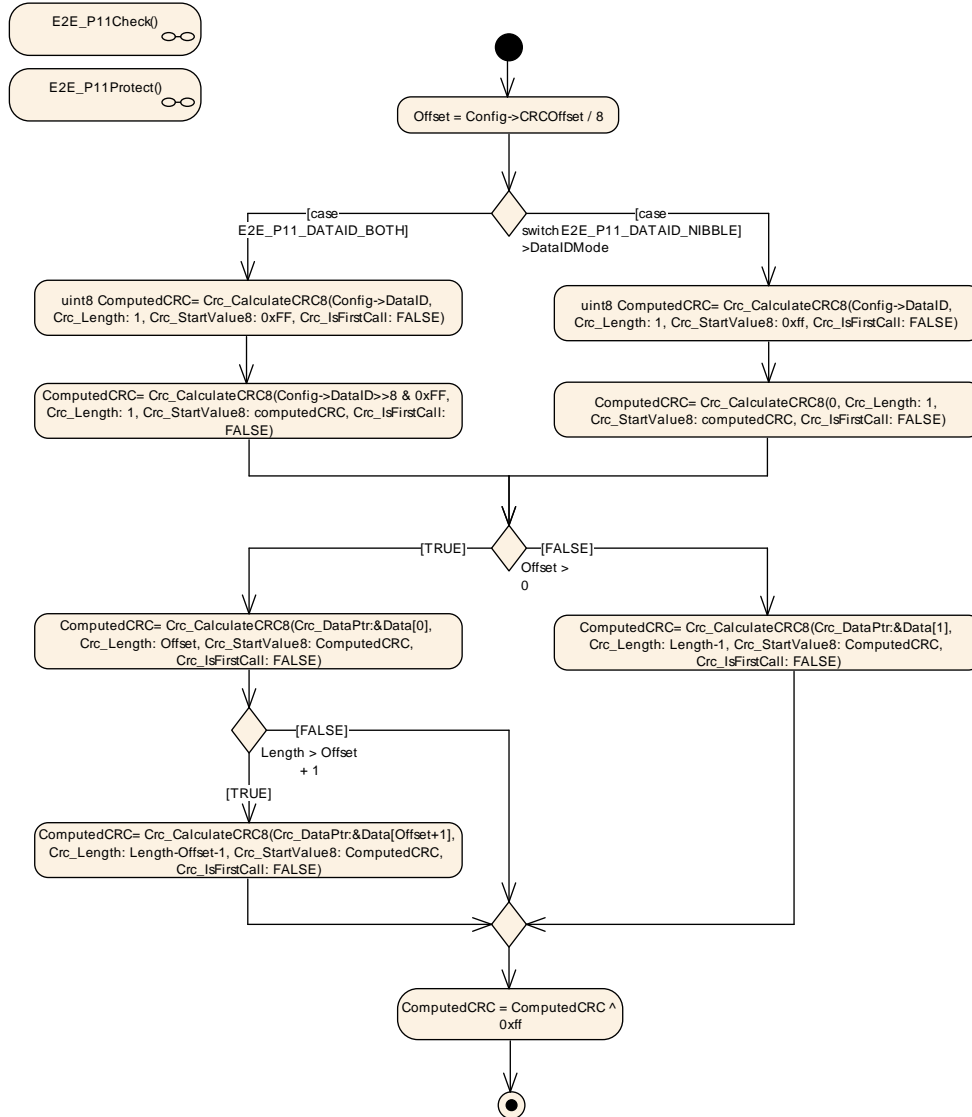 E2E_P11Check()
E2E_P11Protect()
Offset = Config->CRCOffset / 8
[case
E2E_P11_DATAID_BOTH]
[case
switchE2E_P11_DATAID_NIBBLE]
>DataIDMode
uint8 ComputedCRC= Crc_CalculateCRC8(Config->DataID,
Crc_Length: 1, Crc_StartValue8: 0xFF, Crc_IsFirstCall: FALSE)
uint8 ComputedCRC= Crc_CalculateCRC8(Config->DataID,
Crc_Length: 1, Crc_StartValue8: 0xff, Crc_IsFirstCall: FALSE)
ComputedCRC= Crc_CalculateCRC8(Config->DataID>>8 & 0xFF,
Crc_Length: 1, Crc_StartValue8: computedCRC, Crc_IsFirstCall:
FALSE)
ComputedCRC= Crc_CalculateCRC8(0, Crc_Length: 1,
Crc_StartValue8: computedCRC, Crc_IsFirstCall: FALSE)
[TRUE]
[FALSE]
Offset >
0
ComputedCRC= Crc_CalculateCRC8(Crc_DataPtr:&Data[0],
Crc_Length: Offset, Crc_StartValue8: ComputedCRC,
Crc_IsFirstCall: FALSE)
ComputedCRC= Crc_CalculateCRC8(Crc_DataPtr:&Data[1],
Crc_Length: Length-1, Crc_StartValue8: ComputedCRC,
Crc_IsFirstCall: FALSE)
[FALSE]
Length > Offset
+ 1
[TRUE]
ComputedCRC= Crc_CalculateCRC8(Crc_DataPtr:&Data[Offset+1],
Crc_Length: Length-Offset-1, Crc_StartValue8: ComputedCRC,
Crc_IsFirstCall: FALSE)
ComputedCRC = ComputedCRC ^
0xff